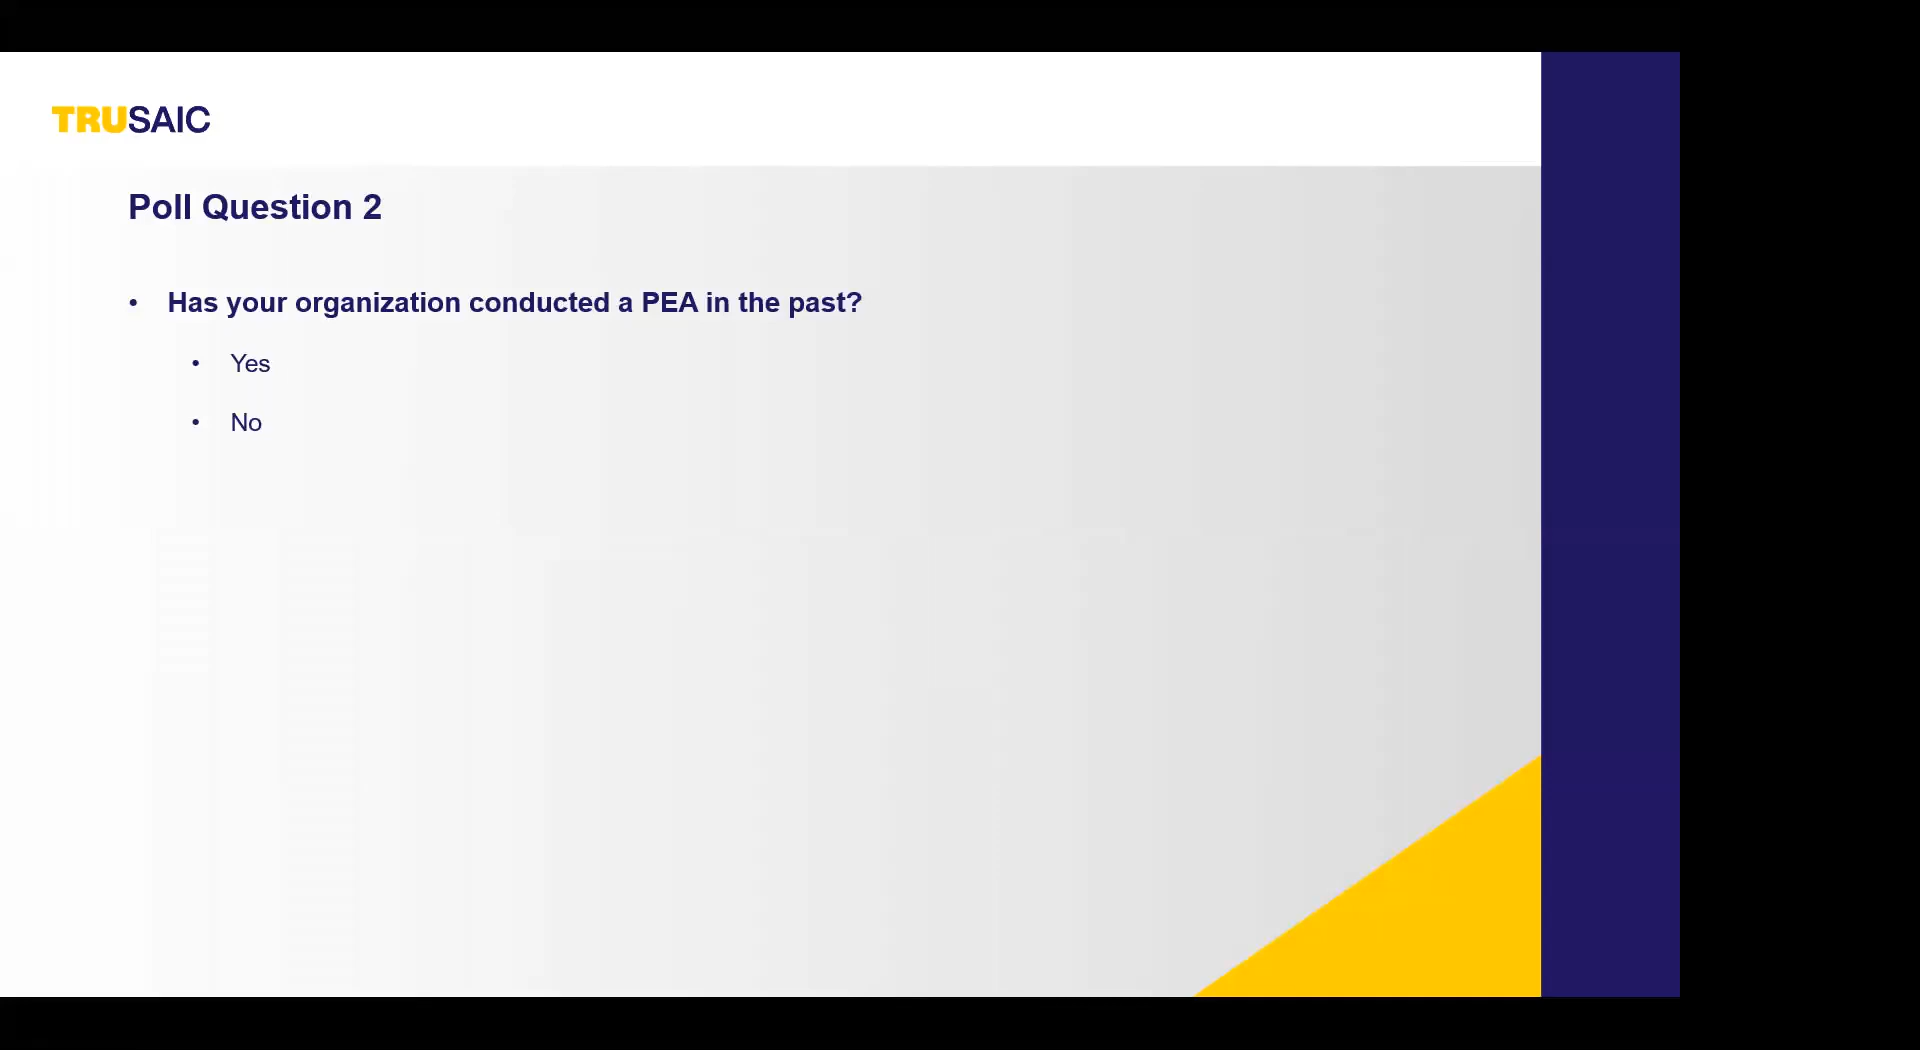 TRUSAIC
Poll Question 2
• Has your organization conducted a PEA in the past?
• Yes
• No